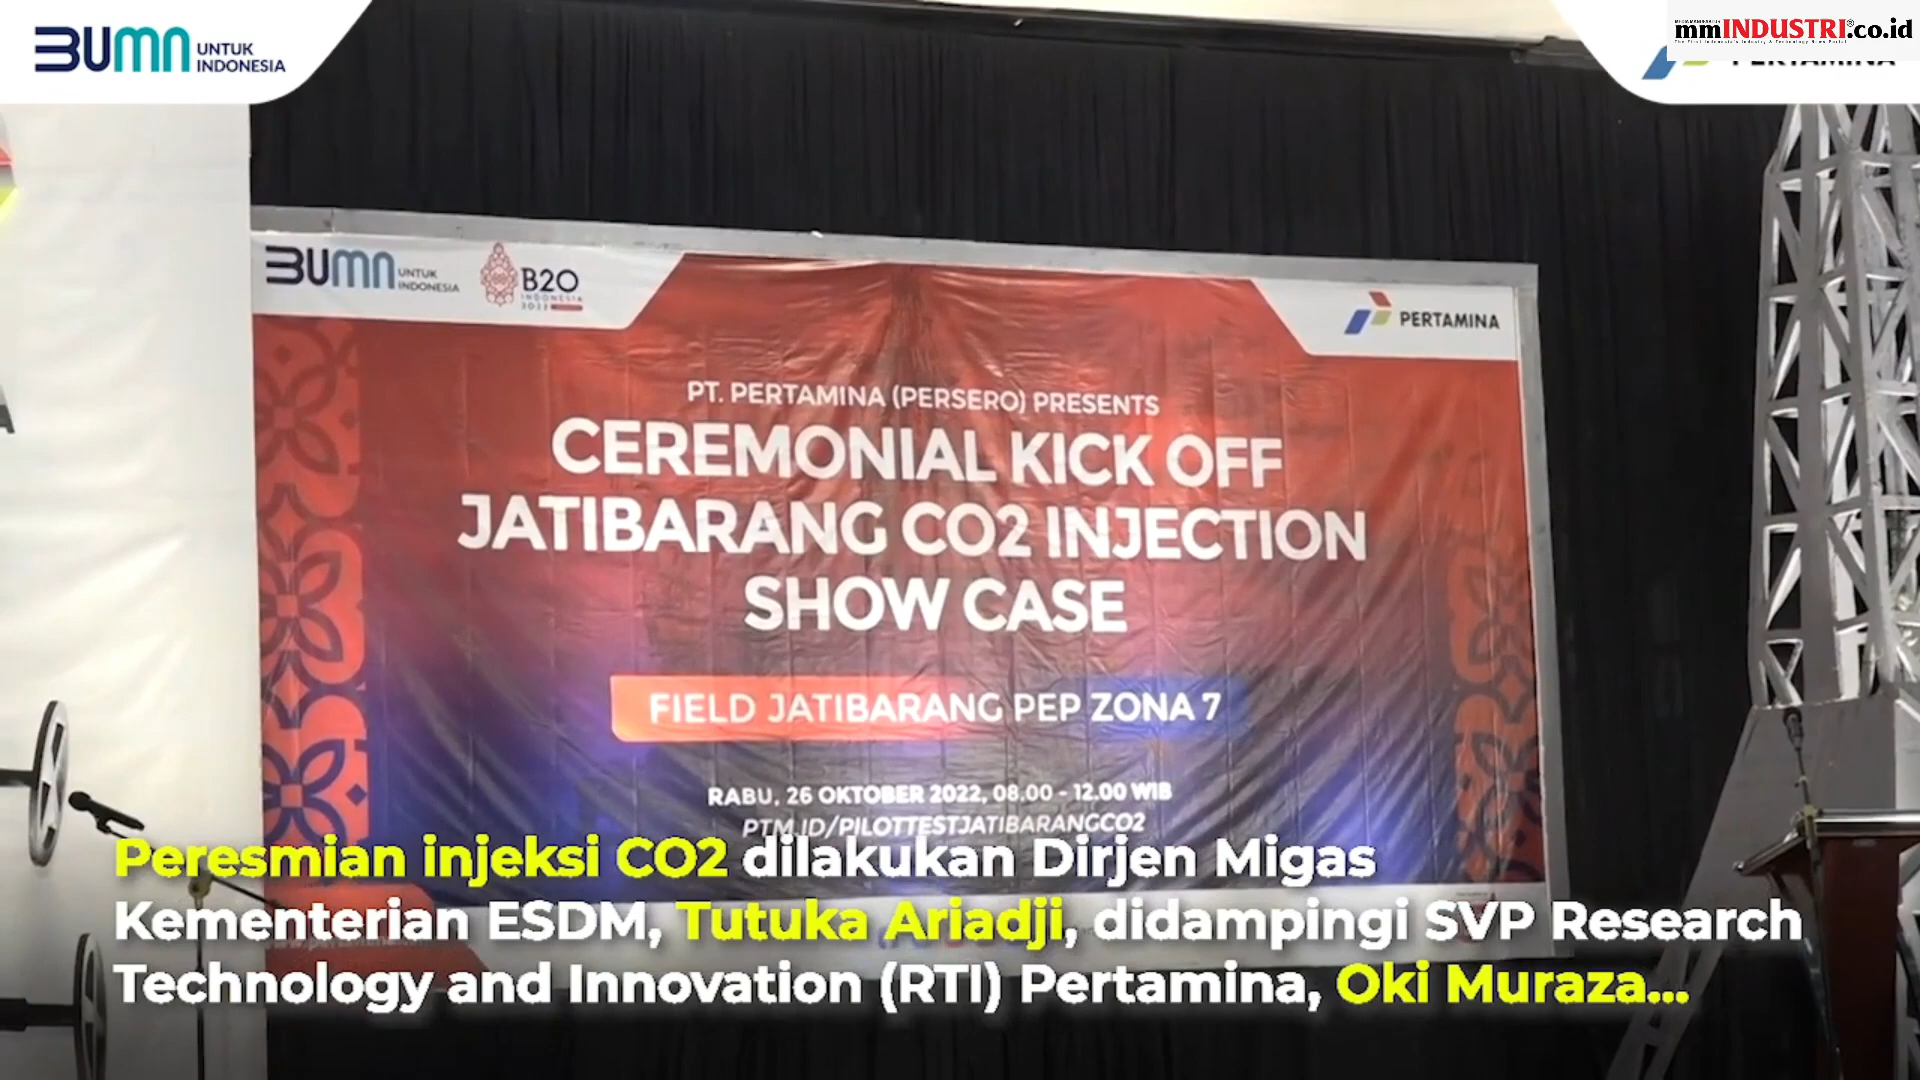 BUMN UNTUK INDONESIA
mmINDUSTRI.co.id
PERTAMINA
BUMN UNTUK INDONESIA
B20
INDONESIA
2022
PERTAMINA
PT. PERTAMINA (PERSERO) PRESENTS
CEREMONIAL KICK OFF
JATIBARANG CO2 INJECTION
SHOW CASE
FIELD JATIBARANG PEP ZONA 7
RABU, 26 OKTOBER 2022, 08.00 - 12.00 WIB
PTM.ID/PILOTTESTJATIBARANGCO2
Peresmian injeksi CO2 dilakukan Dirjen Migas
Kementerian ESDM, Tutuka Ariadji, didampingi SVP Research
Technology and Innovation (RTI) Pertamina, Oki Muraza...